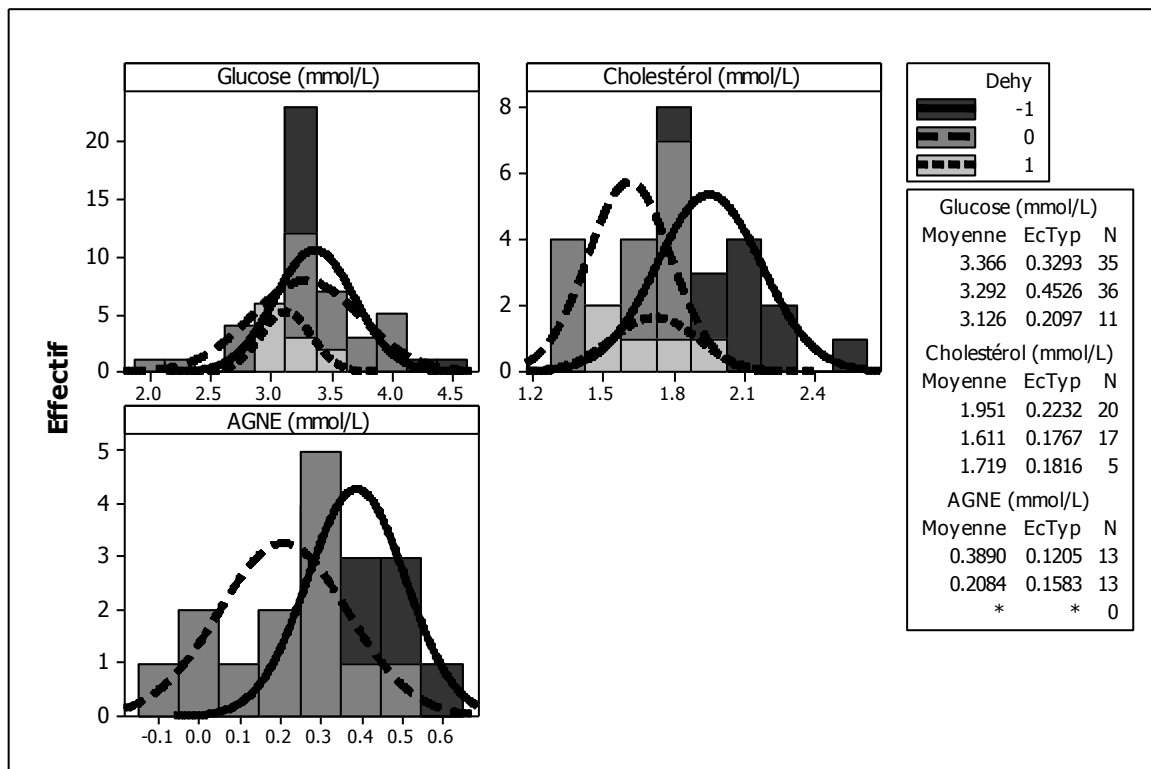 Glucose (mmol/L)
Cholestérol (mmol/L)
20
15
10
5
0
2.0 2.5 3.0 3.5 4.0 4.5
8
6
4
2
0
1.2 1.5 1.8 2.1 2.4
AGNE (mmol/L)
5
4
3
2
1
0
-0.1 0.0 0.1 0.2 0.3 0.4 0.5 0.6
Effectif
Dehy
-1
0
1
Glucose (mmol/L)
Moyenne EcTyp N
3.366 0.3293 35
3.292 0.4526 36
3.126 0.2097 11
Cholestérol (mmol/L)
Moyenne EcTyp N
1.951 0.2232 20
1.611 0.1767 17
1.719 0.1816 5
AGNE (mmol/L)
Moyenne EcTyp N
0.3890 0.1205 13
0.2084 0.1583 13
* * 0